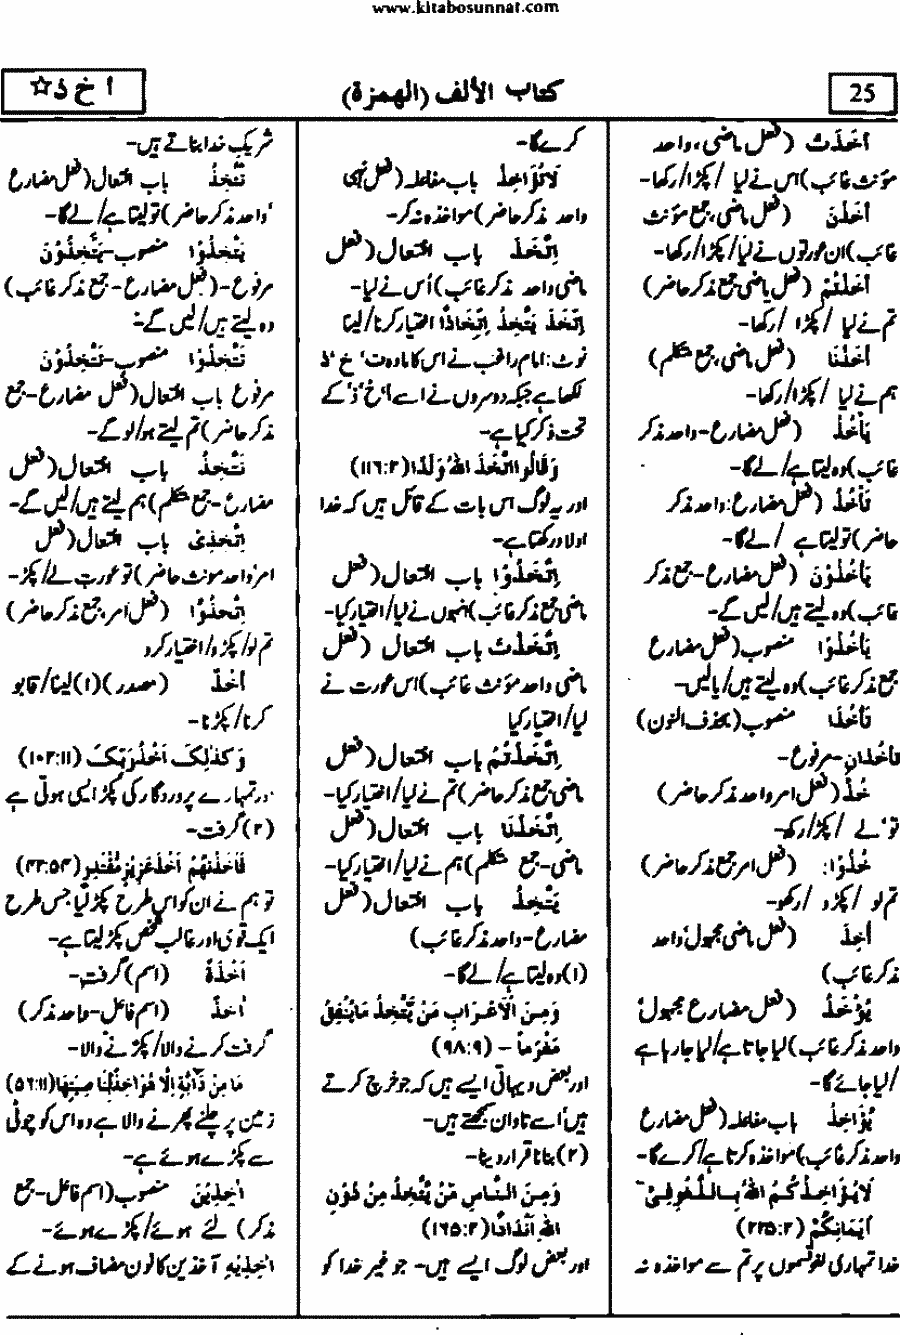 www.kitabosunnat.com
25
كتاب الألف (الهمزة)
أ خ ذ ☆
أَخَذَتْ (فعل ماضی، واحد
مؤنث غائب) اس نے لیا / پکڑا/ رکھا۔
أَخَذْنَ (فعل ماضی، جمع مؤنث
غائب) ان عورتوں نے لیا/ پکڑا/ رکھا۔
أَخَذْتُمْ (فعل ماضی جمع مذکر حاضر)
تم نے لیا / پکڑا / رکھا۔
أَخَذْنَا (فعل ماضی، جمع متکلم)
ہم نے لیا / پکڑا/ رکھا۔
يَأْخُذُ (فعل مضارع۔ واحد مذکر
غائب) وہ لیتا ہے/ لے گا۔
تَأْخُذُ (فعل مضارع: واحد مذکر
حاضر) تو لیتا ہے / لے گا۔
يَأْخُذُوْنَ (فعل مضارع۔ جمع مذکر
غائب) وہ لیتے ہیں/ لیں گے۔
يَأْخُذُوْا منصوب (فعل مضارع
جمع مذکر غائب) وہ لیتے ہیں/ یا لیں۔
تَأْخُذَا منصوب (بحذف النون)
تاخذان۔ مرفوع۔
خُذْ (فعل امر واحد مذکر حاضر)
تو لے / پکڑ/ رکھ۔
خُذُوْا: (فعل امر جمع مذکر حاضر)
تم لو / پکڑو / رکھو۔
أُخِذَ (فعل ماضی مجہول واحد
مذکر غائب)
يُؤْخَذُ (فعل مضارع مجہول
واحد مذکر غائب) لیا جاتا ہے/ لیا جا رہا ہے
/ لیا جائے گا۔
يُؤَاخِذُ باب مفاعلہ (فعل مضارع
واحد مذکر غائب) مواخذہ کرتا ہے/ کرے گا۔
لَا يُؤَاخِذُكُمُ اللهُ بِاللَّغْوِ فِيْ
أَيْمَانِكُمْ (۲:۲۲۵)
خدا تمہاری لغو قسموں پر تم سے مواخذہ نہ
کرے گا۔
لَا تُؤَاخِذْ باب مفاعلہ (فعل نہی
واحد مذکر حاضر) مواخذہ نہ کر۔
اِتَّخَذَ باب افتعال (فعل
ماضی واحد مذکر غائب) اُس نے لیا۔
اِتَّخَذَ يَتَّخِذُ اِتِّخَاذًا اختیار کرنا/ لینا
نوٹ: امام راغب نے اس کا مادہ ت‘ خ‘ ذ
لکھا ہے جبکہ دوسروں نے اسے أ‘ خ‘ ذ‘ کے
تحت ذکر کیا ہے۔
وَقَالُوا اتَّخَذَ اللهُ وَلَدًا (۲:۱۱۶)
اور یہ لوگ اس بات کے قائل ہیں کہ خدا
اولاد رکھتا ہے۔
اِتَّخَذُوْا باب افتعال (فعل
ماضی جمع مذکر غائب) انہوں نے لیا/ اختیار کیا۔
اِتَّخَذَتْ باب افتعال (فعل
ماضی واحد مؤنث غائب) اس عورت نے
لیا/ اختیار کیا
اِتَّخَذْتُمْ باب افتعال (فعل
ماضی جمع مذکر حاضر) تم نے لیا/ اختیار کیا۔
اِتَّخَذْنَا باب افتعال (فعل
ماضی۔ جمع متکلم) ہم نے لیا/ اختیار کیا۔
يَتَّخِذُ باب افتعال (فعل
مضارع۔ واحد مذکر غائب)
(۱) وہ لیتا ہے/ لے گا۔
وَمِنَ الْأَعْرَابِ مَنْ يَّتَّخِذُ مَا يُنْفِقُ
مَغْرَمًا۔ (۹:۹۸)
اور بعض دیہاتی ایسے ہیں کہ جو خرچ کرتے
ہیں اُسے تاوان سمجھتے ہیں۔
(۲) بنانا قرار دینا۔
وَمِنَ النَّاسِ مَنْ يَّتَّخِذُ مِنْ دُوْنِ
اللهِ أَنْدَادًا (۲:۱۶۵)
اور بعض لوگ ایسے ہیں۔ جو غیر خدا کو
شریک خدا بناتے ہیں۔
تَتَّخِذُ باب افتعال (فعل مضارع
واحد مذکر حاضر) تو لیتا ہے/ لے گا۔
يَتَّخِذُوْا منصوب۔ يَتَّخِذُوْنَ
مرفوع۔ (فعل مضارع۔ جمع مذکر غائب)
وہ لیتے ہیں/ لیں گے۔
تَتَّخِذُوْا منصوب۔ تَتَّخِذُوْنَ
مرفوع باب افتعال (فعل مضارع۔ جمع
مذکر حاضر) تم لیتے ہو/ لو گے۔
نَتَّخِذُ باب افتعال (فعل
مضارع۔ جمع متکلم) ہم لیتے ہیں/ لیں گے۔
اِتَّخِذِيْ باب افتعال (فعل
امر واحد مونث حاضر) تو عورت لے/ پکڑ۔
اِتَّخِذُوْا (فعل امر، جمع مذکر حاضر)
تم لو/ پکڑو/ اختیار کرو
أَخْذٌ (مصدر) (۱) لینا/ قابو
کرنا/ پکڑنا۔
وَكَذٰلِكَ أَخْذُ رَبِّكَ (۱۱:۱۰۲)
اور تمہارے پروردگار کی پکڑ ایسی ہوتی ہے
(۲) گرفت۔
فَأَخَذْنٰهُمْ أَخْذَ عَزِيْزٍ مُّقْتَدِرٍ (۵۴:۴۲)
تو ہم نے ان کو اس طرح پکڑ لیا جس طرح
ایک قوی اور غالب شخص پکڑ لیتا ہے۔
أَخْذَةً (اسم) گرفت۔
اٰخِذٌ (اسم فاعل۔ واحد مذکر)
گرفت کرنے والا/ پکڑنے والا۔
مَا مِنْ دَآبَّةٍ إِلَّا هُوَ اٰخِذٌۢ بِنَاصِيَتِهَا (۱۱:۵۶)
زمین پر چلنے پھرنے والا ہے وہ اس کو چوٹی
سے پکڑے ہوئے ہے۔
اٰخِذِيْنَ منصوب (اسم فاعل۔ جمع
مذکر) لئے ہوئے/ پکڑے ہوئے۔
اٰخِذِيْهِ آخذین کا نون مضاف ہونے کے